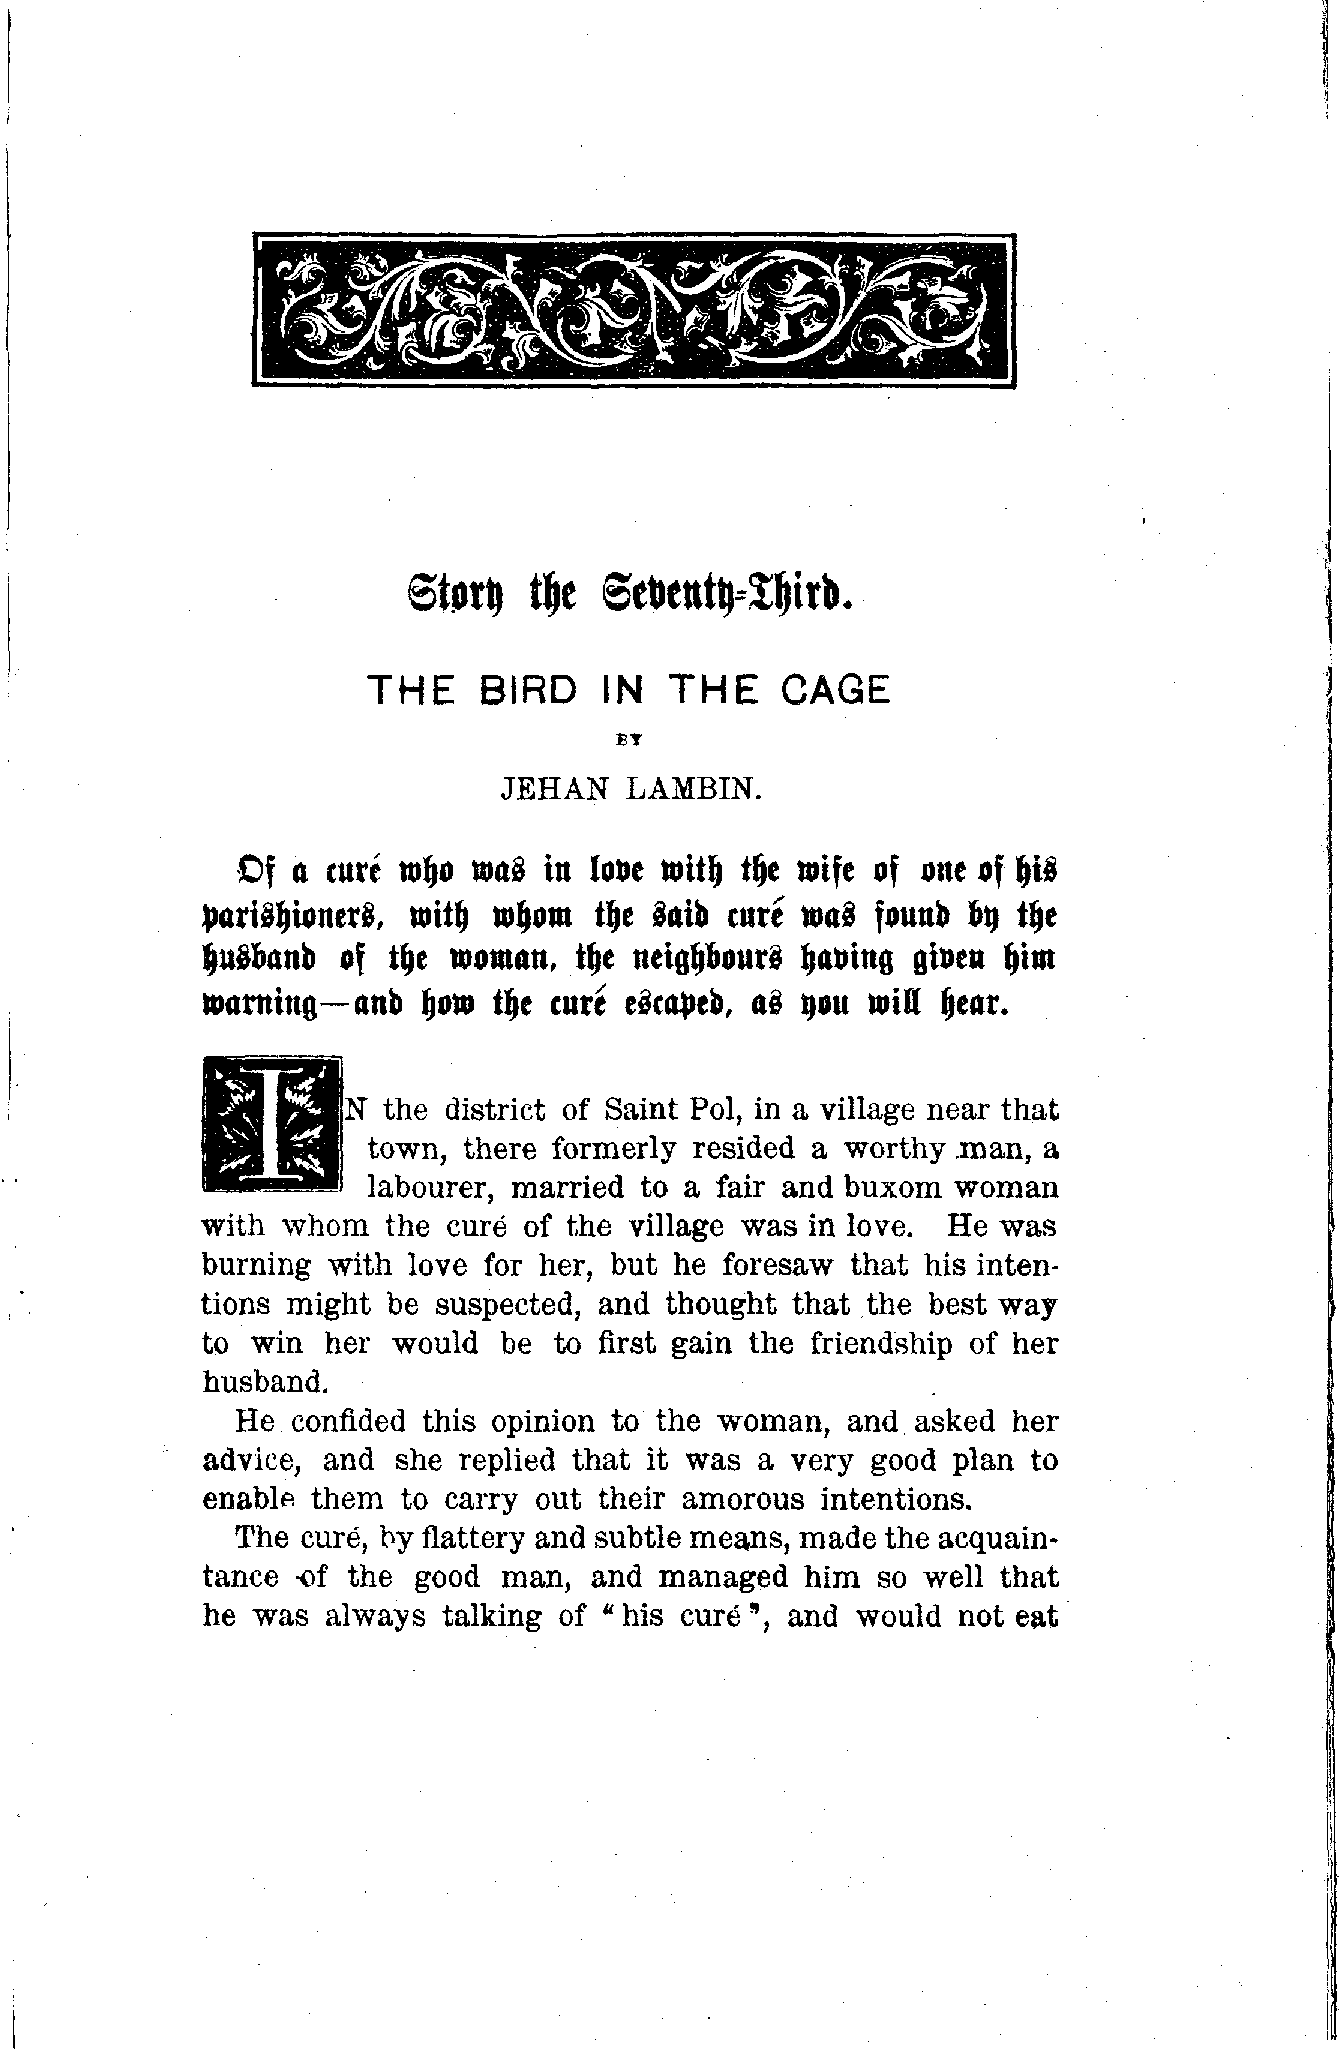 Story the Seventy-Third.
THE BIRD IN THE CAGE
BY
JEHAN LAMBIN.
Of a curé who was in love with the wife of one of his
parishioners, with whom the said curé was found by the
husband of the woman, the neighbours having given him
warning—and how the curé escaped, as you will hear.
IN the district of Saint Pol, in a village near that
town, there formerly resided a worthy man, a
labourer, married to a fair and buxom woman
with whom the curé of the village was in love. He was
burning with love for her, but he foresaw that his inten-
tions might be suspected, and thought that the best way
to win her would be to first gain the friendship of her
husband.
He confided this opinion to the woman, and asked her
advice, and she replied that it was a very good plan to
enable them to carry out their amorous intentions.
The curé, by flattery and subtle means, made the acquain-
tance of the good man, and managed him so well that
he was always talking of “his curé”, and would not eat